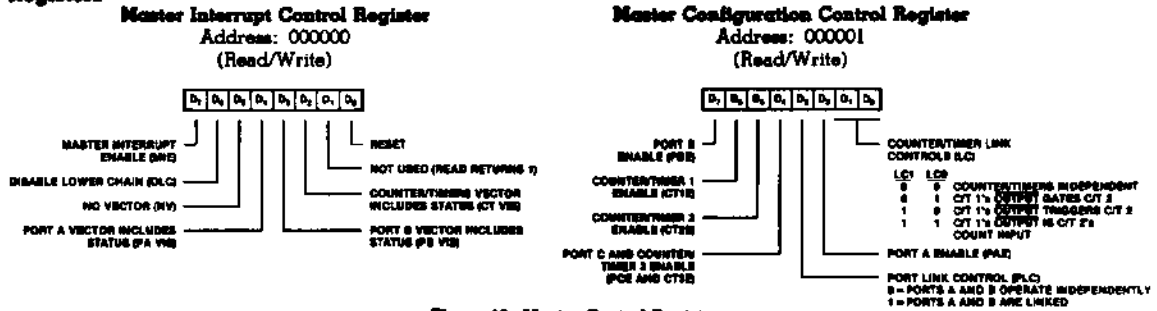 Registers
Master Interrupt Control Register
Address: 000000
(Read/Write)
D7 D6 D5 D4 D3 D2 D1 D0
MASTER INTERRUPT
ENABLE (MIE)
DISABLE LOWER CHAIN (DLC)
NO VECTOR (NV)
PORT A VECTOR INCLUDES
STATUS (PA VIS)
RESET
NOT USED (READ RETURNS 1)
COUNTER/TIMERS VECTOR
INCLUDES STATUS (CT VIS)
PORT B VECTOR INCLUDES
STATUS (PB VIS)
Master Configuration Control Register
Address: 000001
(Read/Write)
D7 D6 D5 D4 D3 D2 D1 D0
PORT B
ENABLE (PBE)
COUNTER/TIMER 1
ENABLE (CT1E)
COUNTER/TIMER 2
ENABLE (CT2E)
PORT C AND COUNTER/
TIMER 3 ENABLE
(PCE AND CT3E)
COUNTER/TIMER LINK
CONTROLS (LC)
LC1 LC0
0 0 COUNTER/TIMERS INDEPENDENT
0 1 C/T 1's OUTPUT GATES C/T 2
1 0 C/T 1's OUTPUT TRIGGERS C/T 2
1 1 C/T 1's OUTPUT IS C/T 2's
COUNT INPUT
PORT A ENABLE (PAE)
PORT LINK CONTROL (PLC)
0 = PORTS A AND B OPERATE INDEPENDENTLY
1 = PORTS A AND B ARE LINKED
Master Control Registers